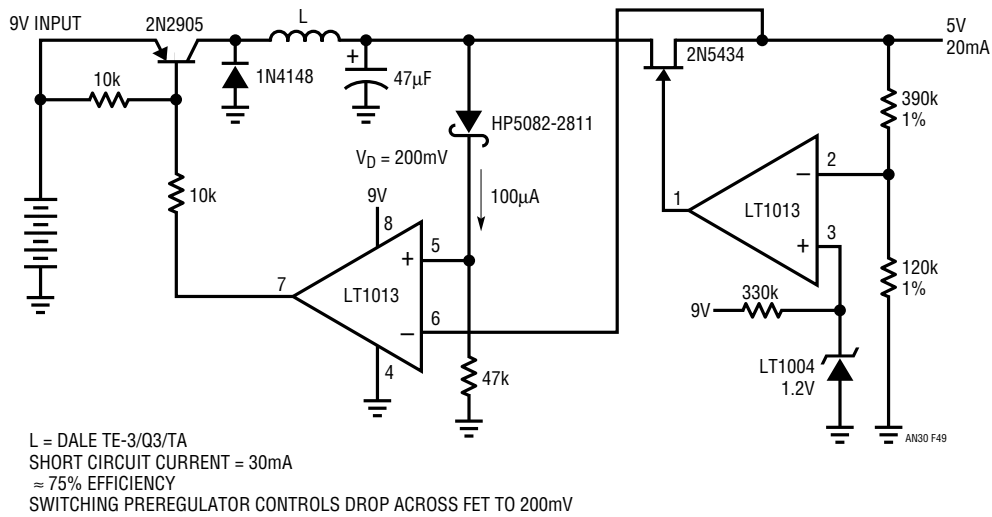 9V INPUT
2N2905
L
5V
20mA
2N5434
1N4148
47µF
10k
390k
1%
HP5082-2811
V_D = 200mV
100µA
10k
9V
8
5
+
7
LT1013
6
–
4
47k
2
–
1
LT1013
3
+
120k
1%
330k
9V
LT1004
1.2V
AN30 F49
L = DALE TE-3/Q3/TA
SHORT CIRCUIT CURRENT = 30mA
≈ 75% EFFICIENCY
SWITCHING PREREGULATOR CONTROLS DROP ACROSS FET TO 200mV
+